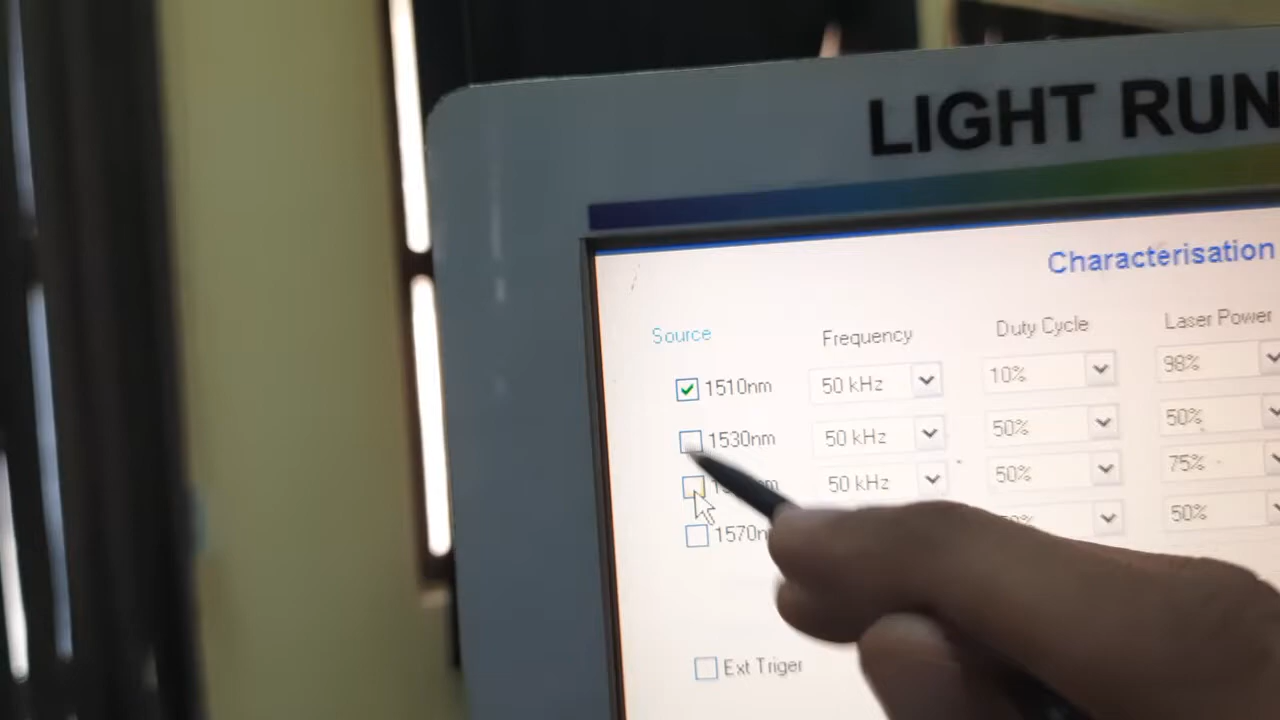 LIGHT RUN
Characterisation
Source Frequency Duty Cycle Laser Power
1510nm 50 kHz 10% 98%
1530nm 50 kHz 50% 50%
50 kHz 50% 75%
1570n 50%
Ext Triger